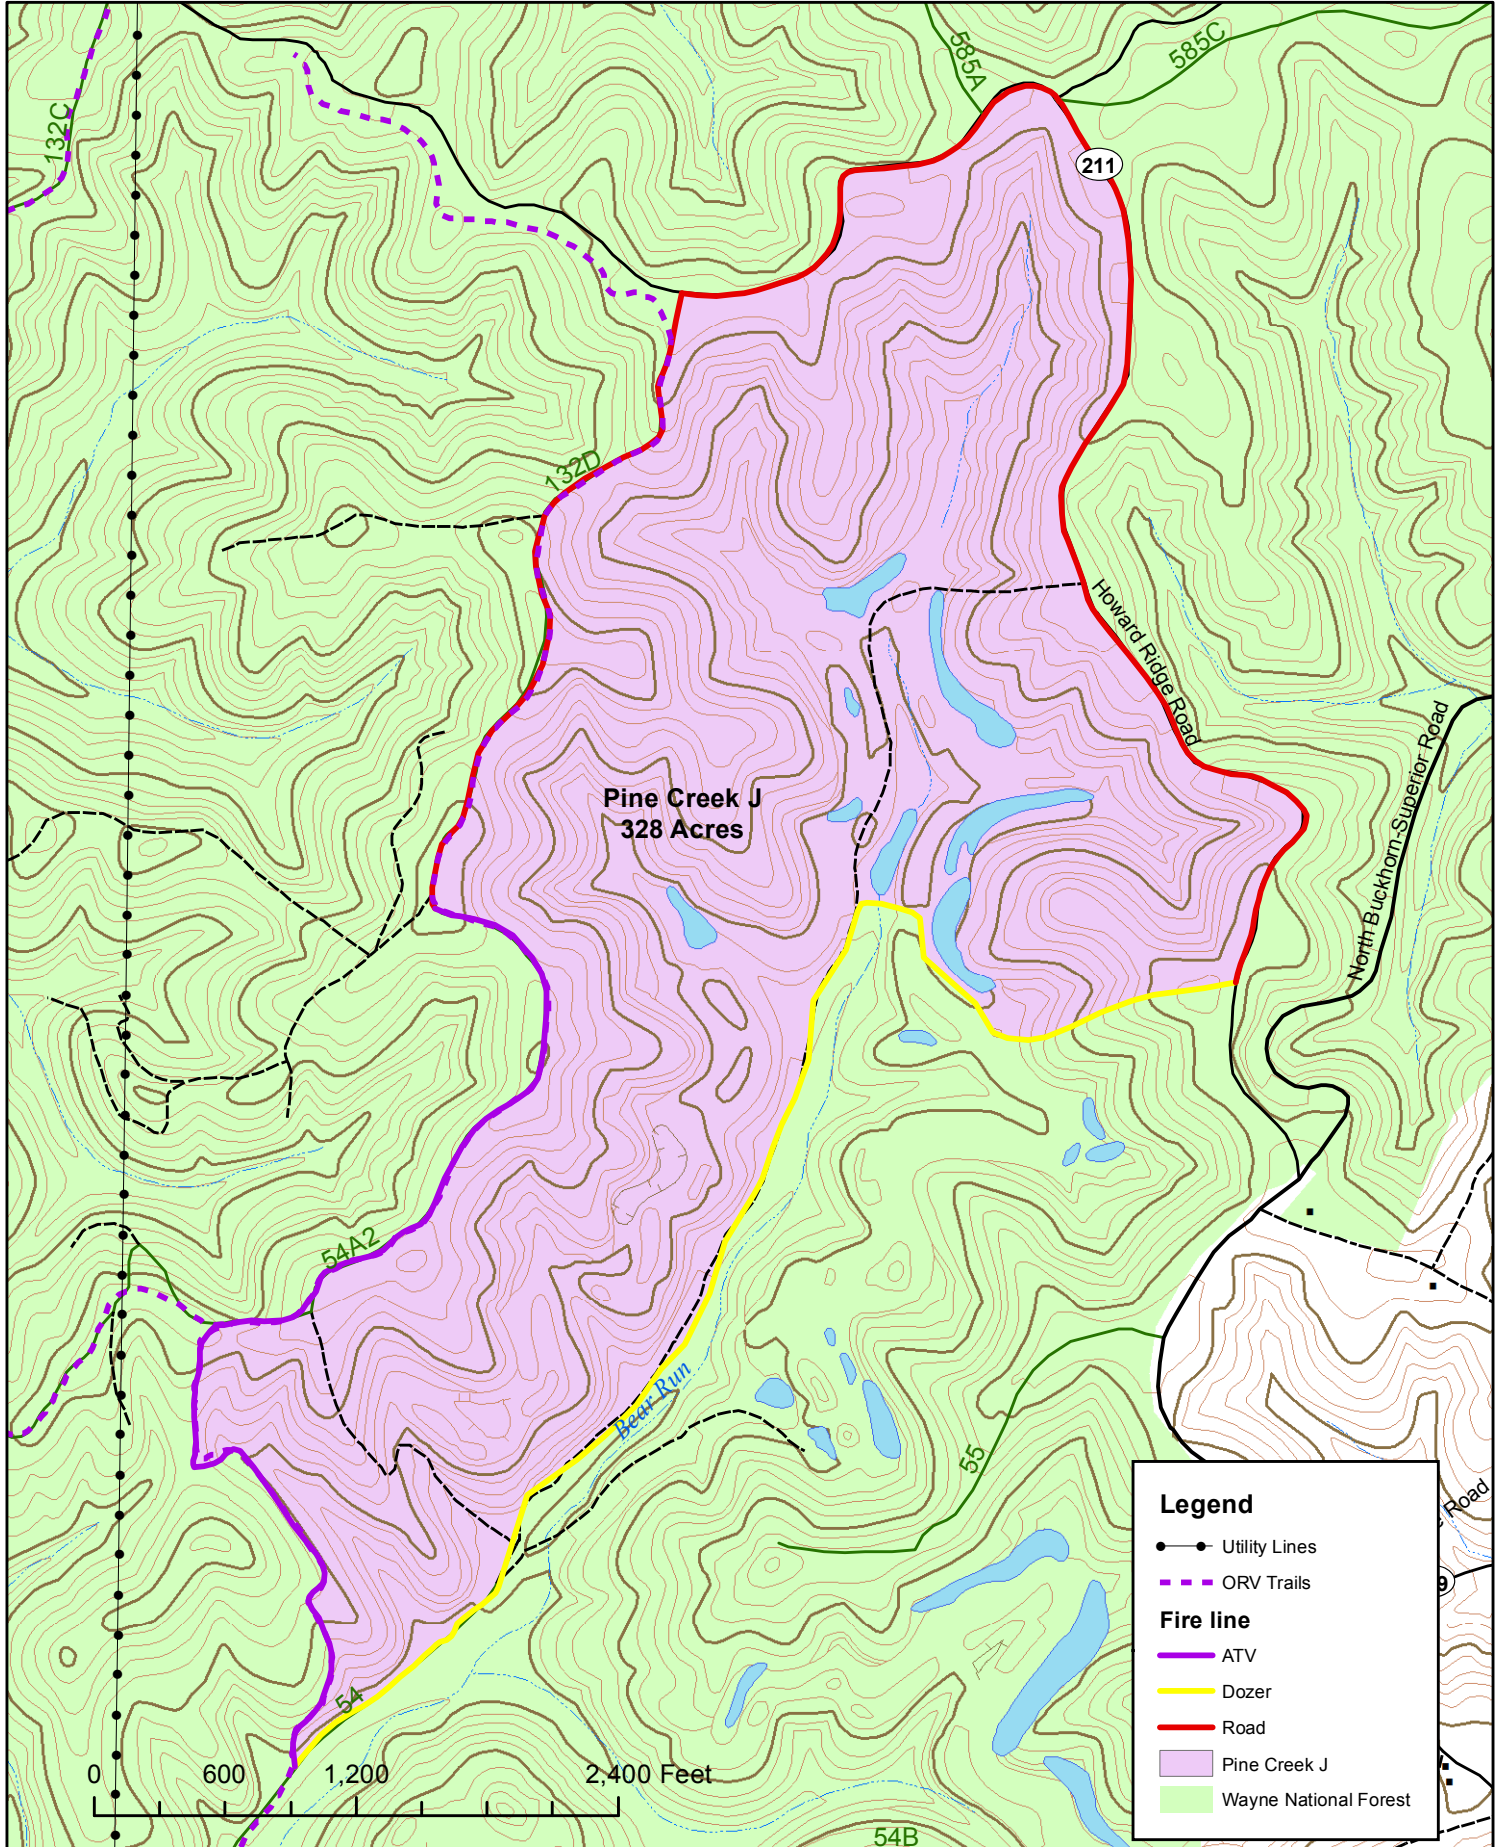 585A
585C
132C
211
132D
Howard Ridge Road
North Buckhorn-Superior Road
Pine Creek J
328 Acres
54A2
Bear Run
55
Road
9
54
0 600 1,200 2,400 Feet
54B
Legend
Utility Lines
ORV Trails
Fire line
ATV
Dozer
Road
Pine Creek J
Wayne National Forest